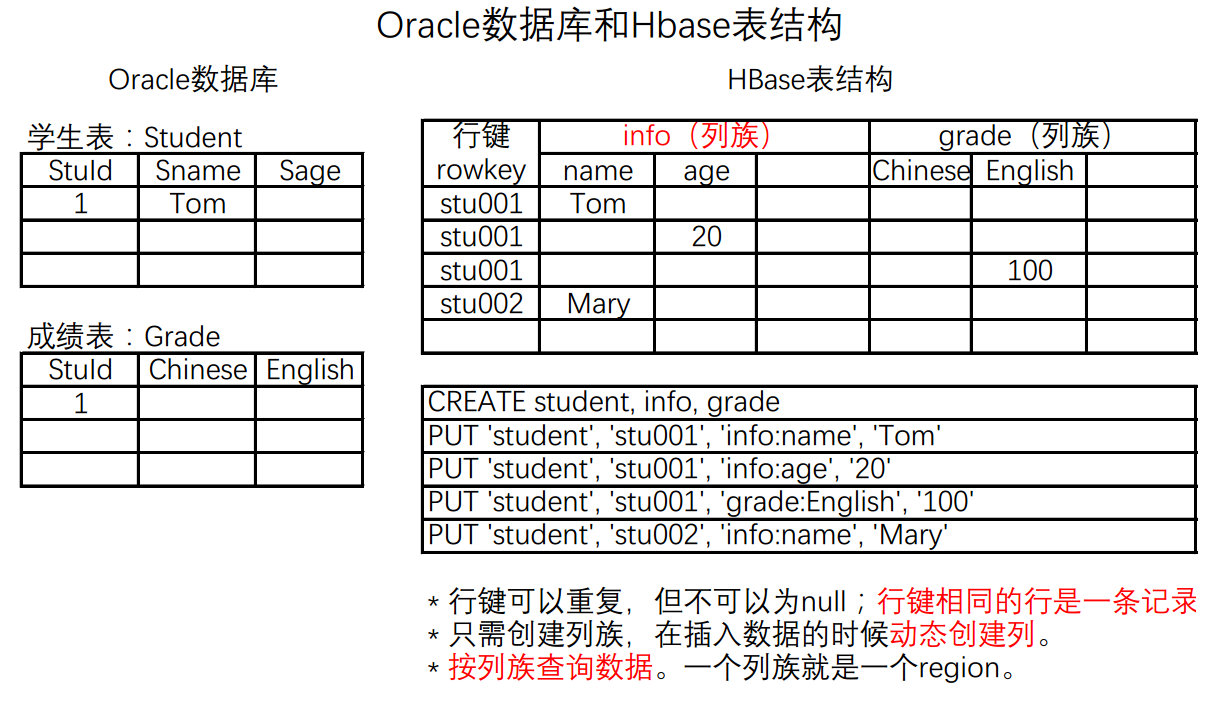 Oracle数据库和Hbase表结构
Oracle数据库
学生表：Student
StuId Sname Sage
1 Tom
成绩表：Grade
StuId Chinese English
1
HBase表结构
行键 info（列族） grade（列族）
rowkey name age Chinese English
stu001 Tom
stu001 20
stu001 100
stu002 Mary
CREATE student, info, grade
PUT 'student', 'stu001', 'info:name', 'Tom'
PUT 'student', 'stu001', 'info:age', '20'
PUT 'student', 'stu001', 'grade:English', '100'
PUT 'student', 'stu002', 'info:name', 'Mary'
* 行键可以重复，但不可以为null；行键相同的行是一条记录
* 只需创建列族，在插入数据的时候动态创建列。
* 按列族查询数据。一个列族就是一个region。